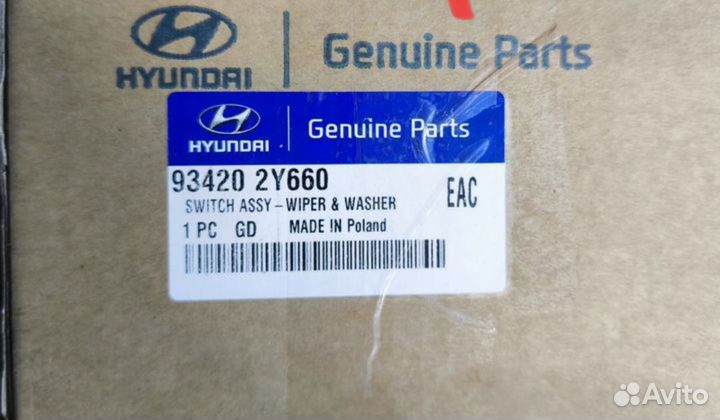 HYUNDAI Genuine Parts
HYUNDAI Genuine Parts
93420 2Y660
SWITCH ASSY-WIPER & WASHER
EAC
1 PC GD MADE IN Poland
Avito